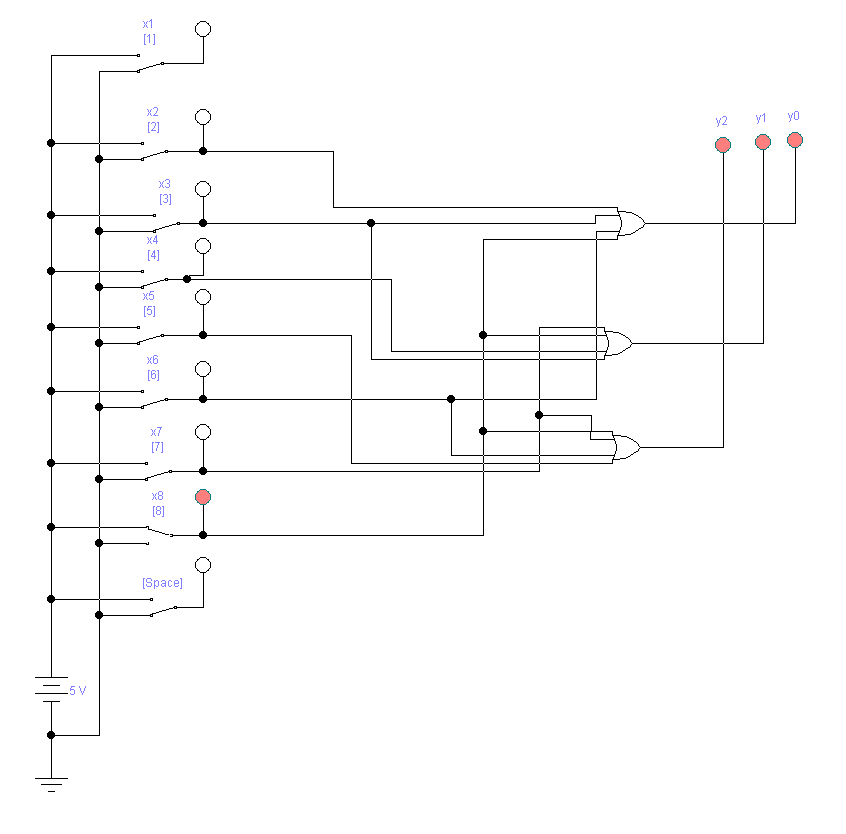 x1
[1]
x2
[2]
y2
y1
y0
x3
[3]
x4
[4]
x5
[5]
x6
[6]
x7
[7]
x8
[8]
[Space]
5 V